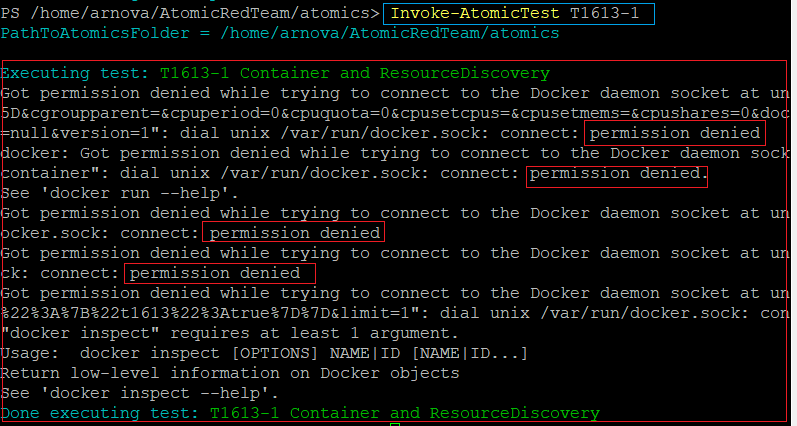 PS /home/arnova/AtomicRedTeam/atomics> Invoke-AtomicTest T1613-1
PathToAtomicsFolder = /home/arnova/AtomicRedTeam/atomics
Executing test: T1613-1 Container and ResourceDiscovery
Got permission denied while trying to connect to the Docker daemon socket at un
5D&cgroupparent=&cpuperiod=0&cpuquota=0&cpusetcpus=&cpusetmems=&cpushares=0&doc
=null&version=1": dial unix /var/run/docker.sock: connect: permission denied
docker: Got permission denied while trying to connect to the Docker daemon sock
container": dial unix /var/run/docker.sock: connect: permission denied.
See 'docker run --help'.
Got permission denied while trying to connect to the Docker daemon socket at un
ocker.sock: connect: permission denied
Got permission denied while trying to connect to the Docker daemon socket at un
ck: connect: permission denied
Got permission denied while trying to connect to the Docker daemon socket at un
%22%3A%7B%22t1613%22%3Atrue%7D%7D&limit=1": dial unix /var/run/docker.sock: con
"docker inspect" requires at least 1 argument.
Usage:  docker inspect [OPTIONS] NAME|ID [NAME|ID...]
Return low-level information on Docker objects
See 'docker inspect --help'.
Done executing test: T1613-1 Container and ResourceDiscovery